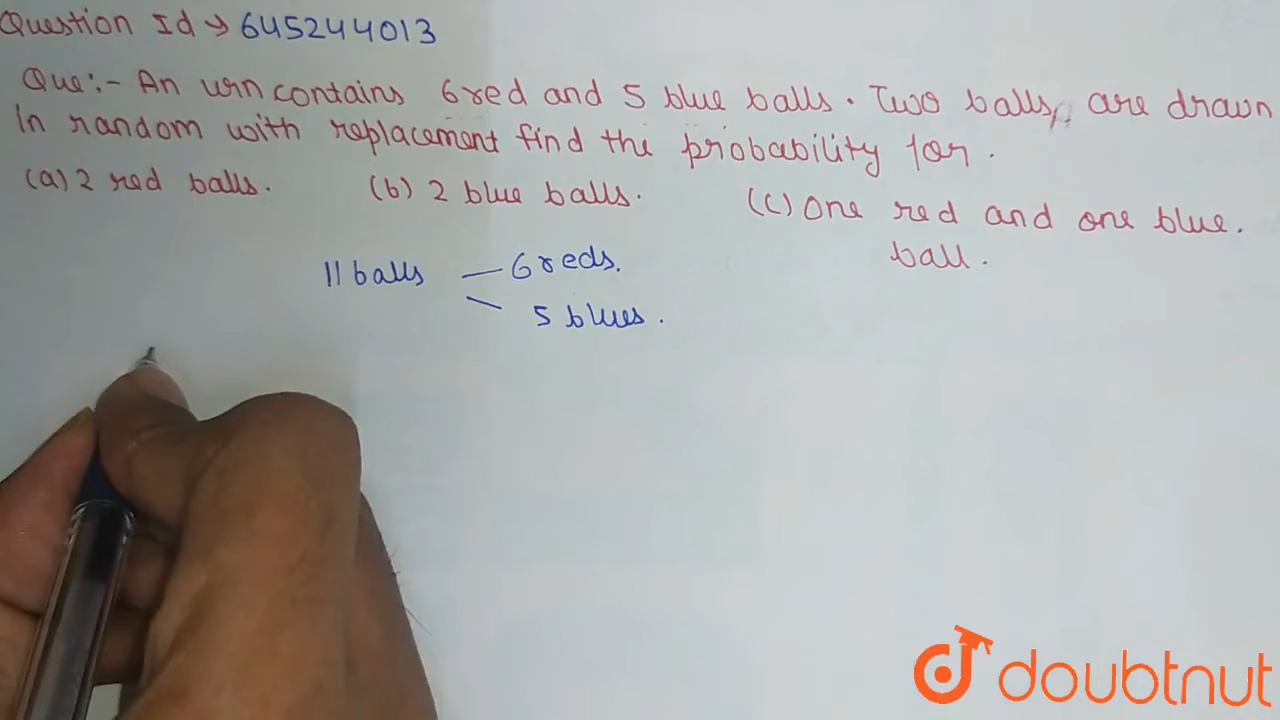 Question Id → 645244013
Que:- An urn contains 6 red and 5 blue balls. Two balls, are drawn
in random with replacement find the probability for.
(a) 2 red balls. (b) 2 blue balls. (c) One red and one blue.
ball.
11 balls — 6 reds.
5 blues.
doubtnut